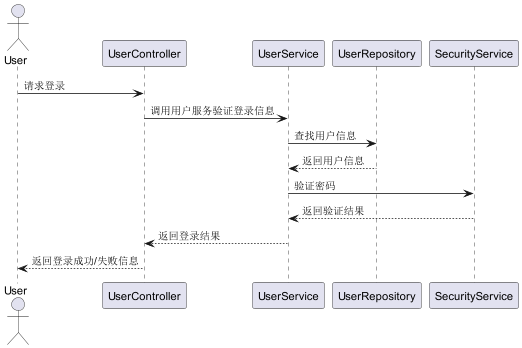 User
UserController
UserService
UserRepository
SecurityService
请求登录
调用用户服务验证登录信息
查找用户信息
返回用户信息
验证密码
返回验证结果
返回登录结果
返回登录成功/失败信息
User
UserController
UserService
UserRepository
SecurityService